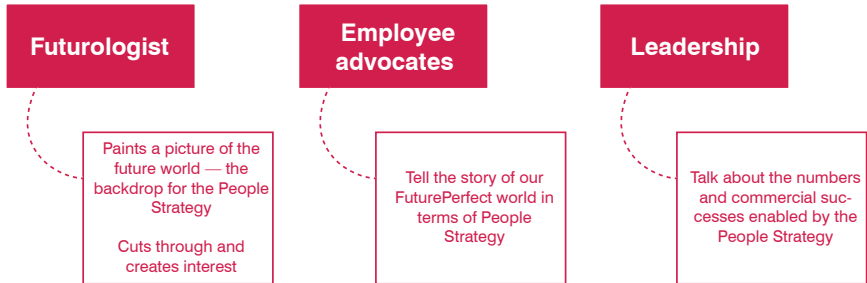 Futurologist
Employee
advocates
Leadership
Paints a picture of the
future world — the
backdrop for the People
Strategy
Cuts through and
creates interest
Tell the story of our
FuturePerfect world in
terms of People
Strategy
Talk about the numbers
and commercial suc-
cesses enabled by the
People Strategy